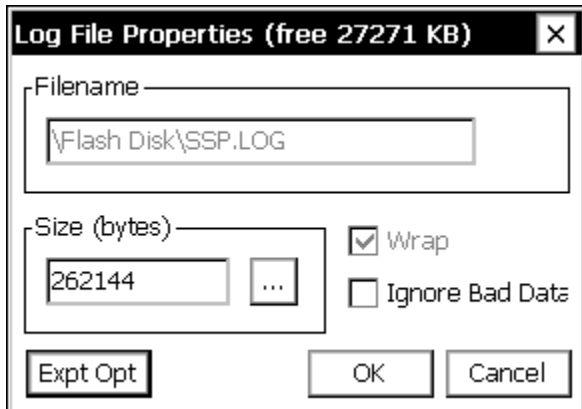 Log File Properties (free 27271 KB)
Filename
\Flash Disk\SSP.LOG
Size (bytes)
262144
...
Wrap
Ignore Bad Data
Expt Opt
OK
Cancel